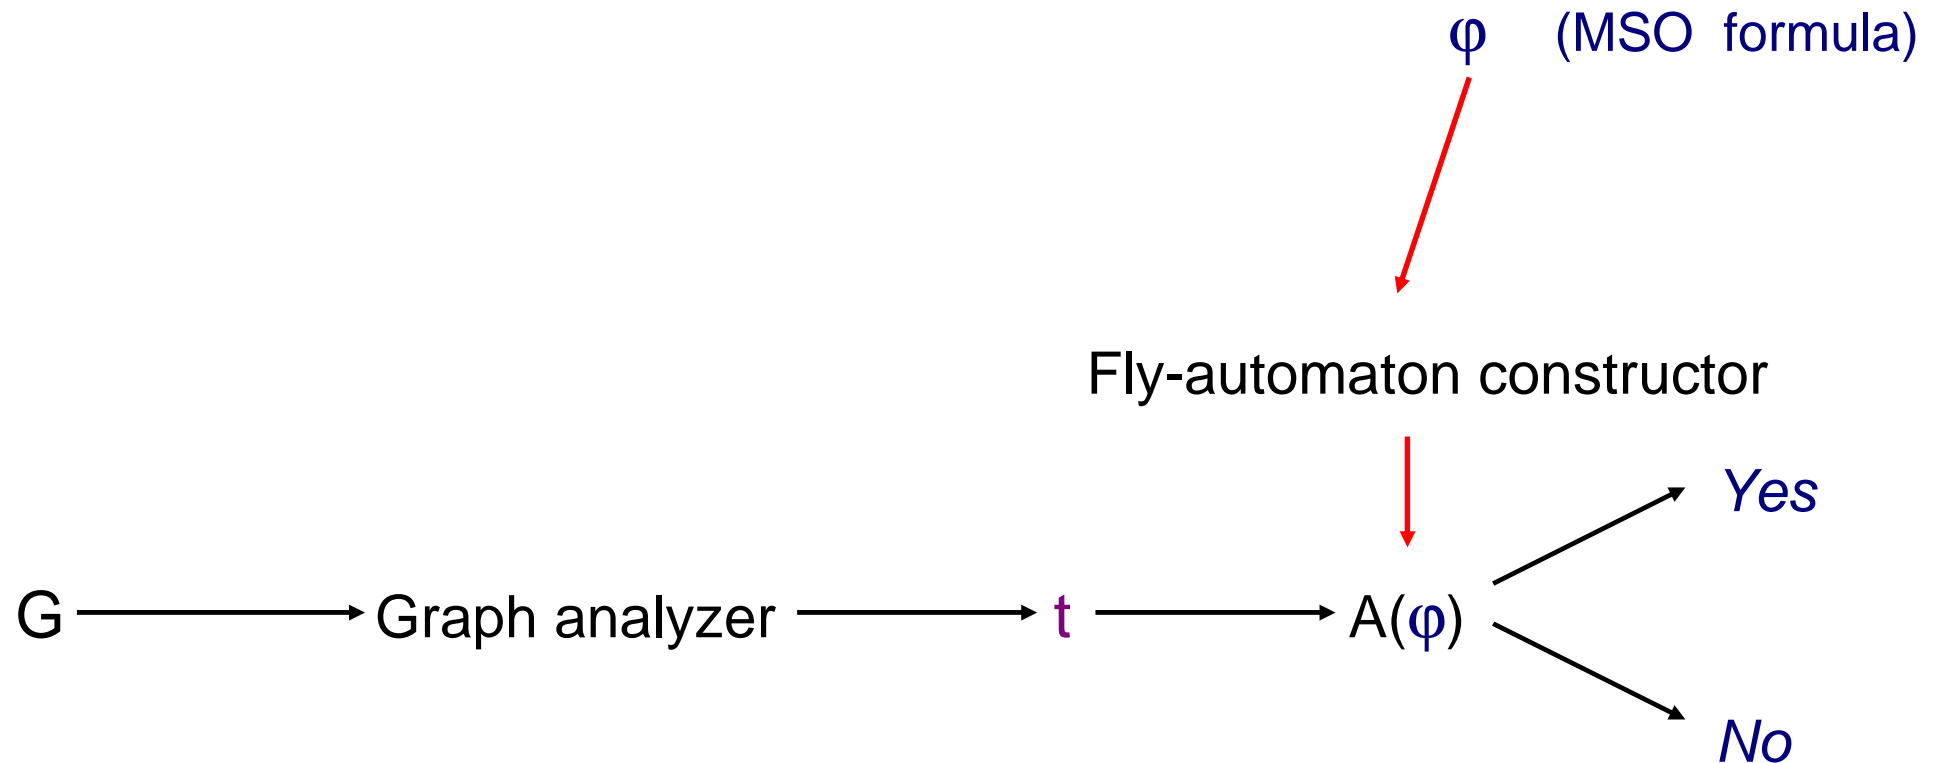 φ (MSO formula)
Fly-automaton constructor
Yes
G Graph analyzer t A(φ)
No